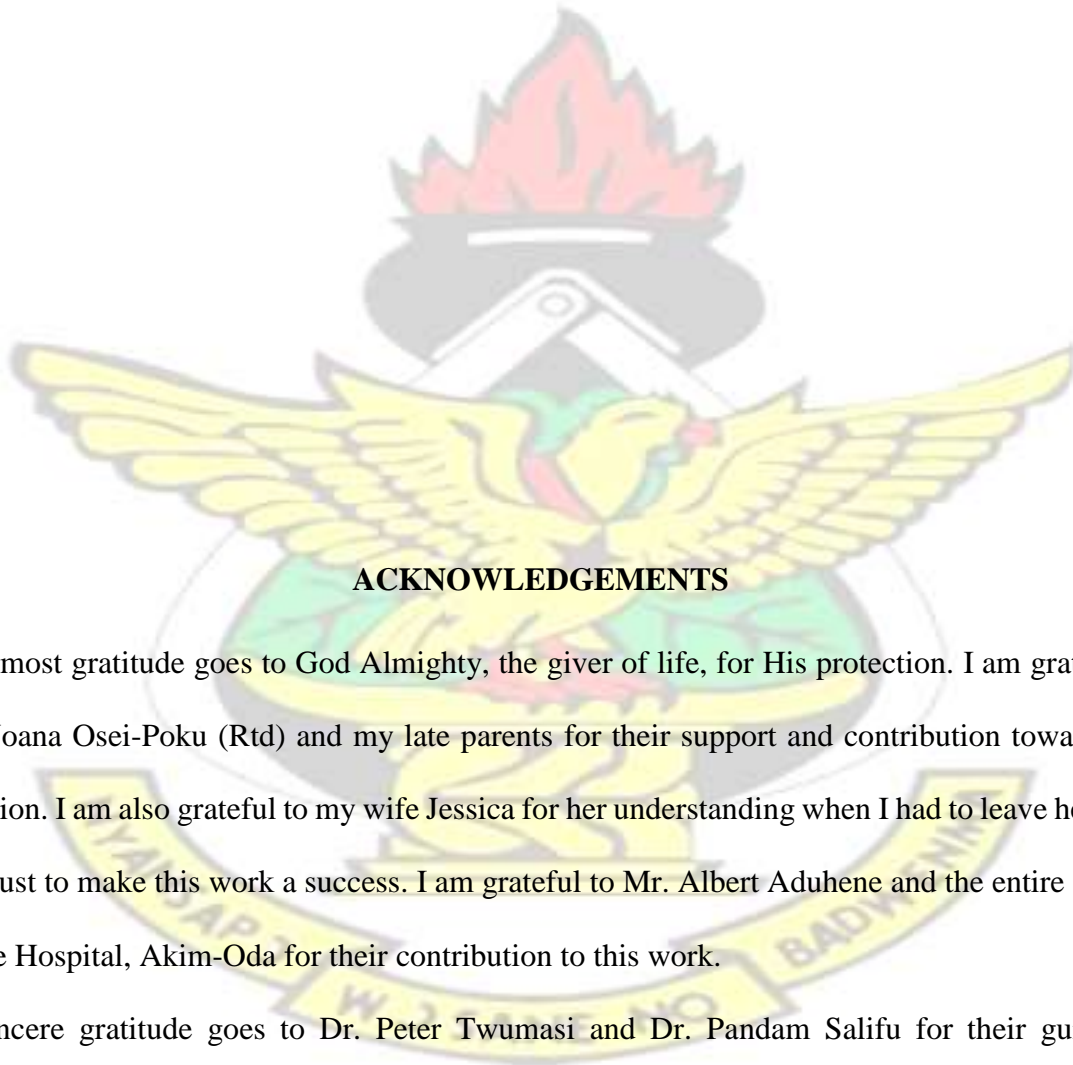 ACKNOWLEDGEMENTS
most gratitude goes to God Almighty, the giver of life, for His protection. I am gra
Joana Osei-Poku (Rtd) and my late parents for their support and contribution towa
ion. I am also grateful to my wife Jessica for her understanding when I had to leave ho
ust to make this work a success. I am grateful to Mr. Albert Aduhene and the entire
e Hospital, Akim-Oda for their contribution to this work.
ncere gratitude goes to Dr. Peter Twumasi and Dr. Pandam Salifu for their gu
NYANSAPO
BADWENMA